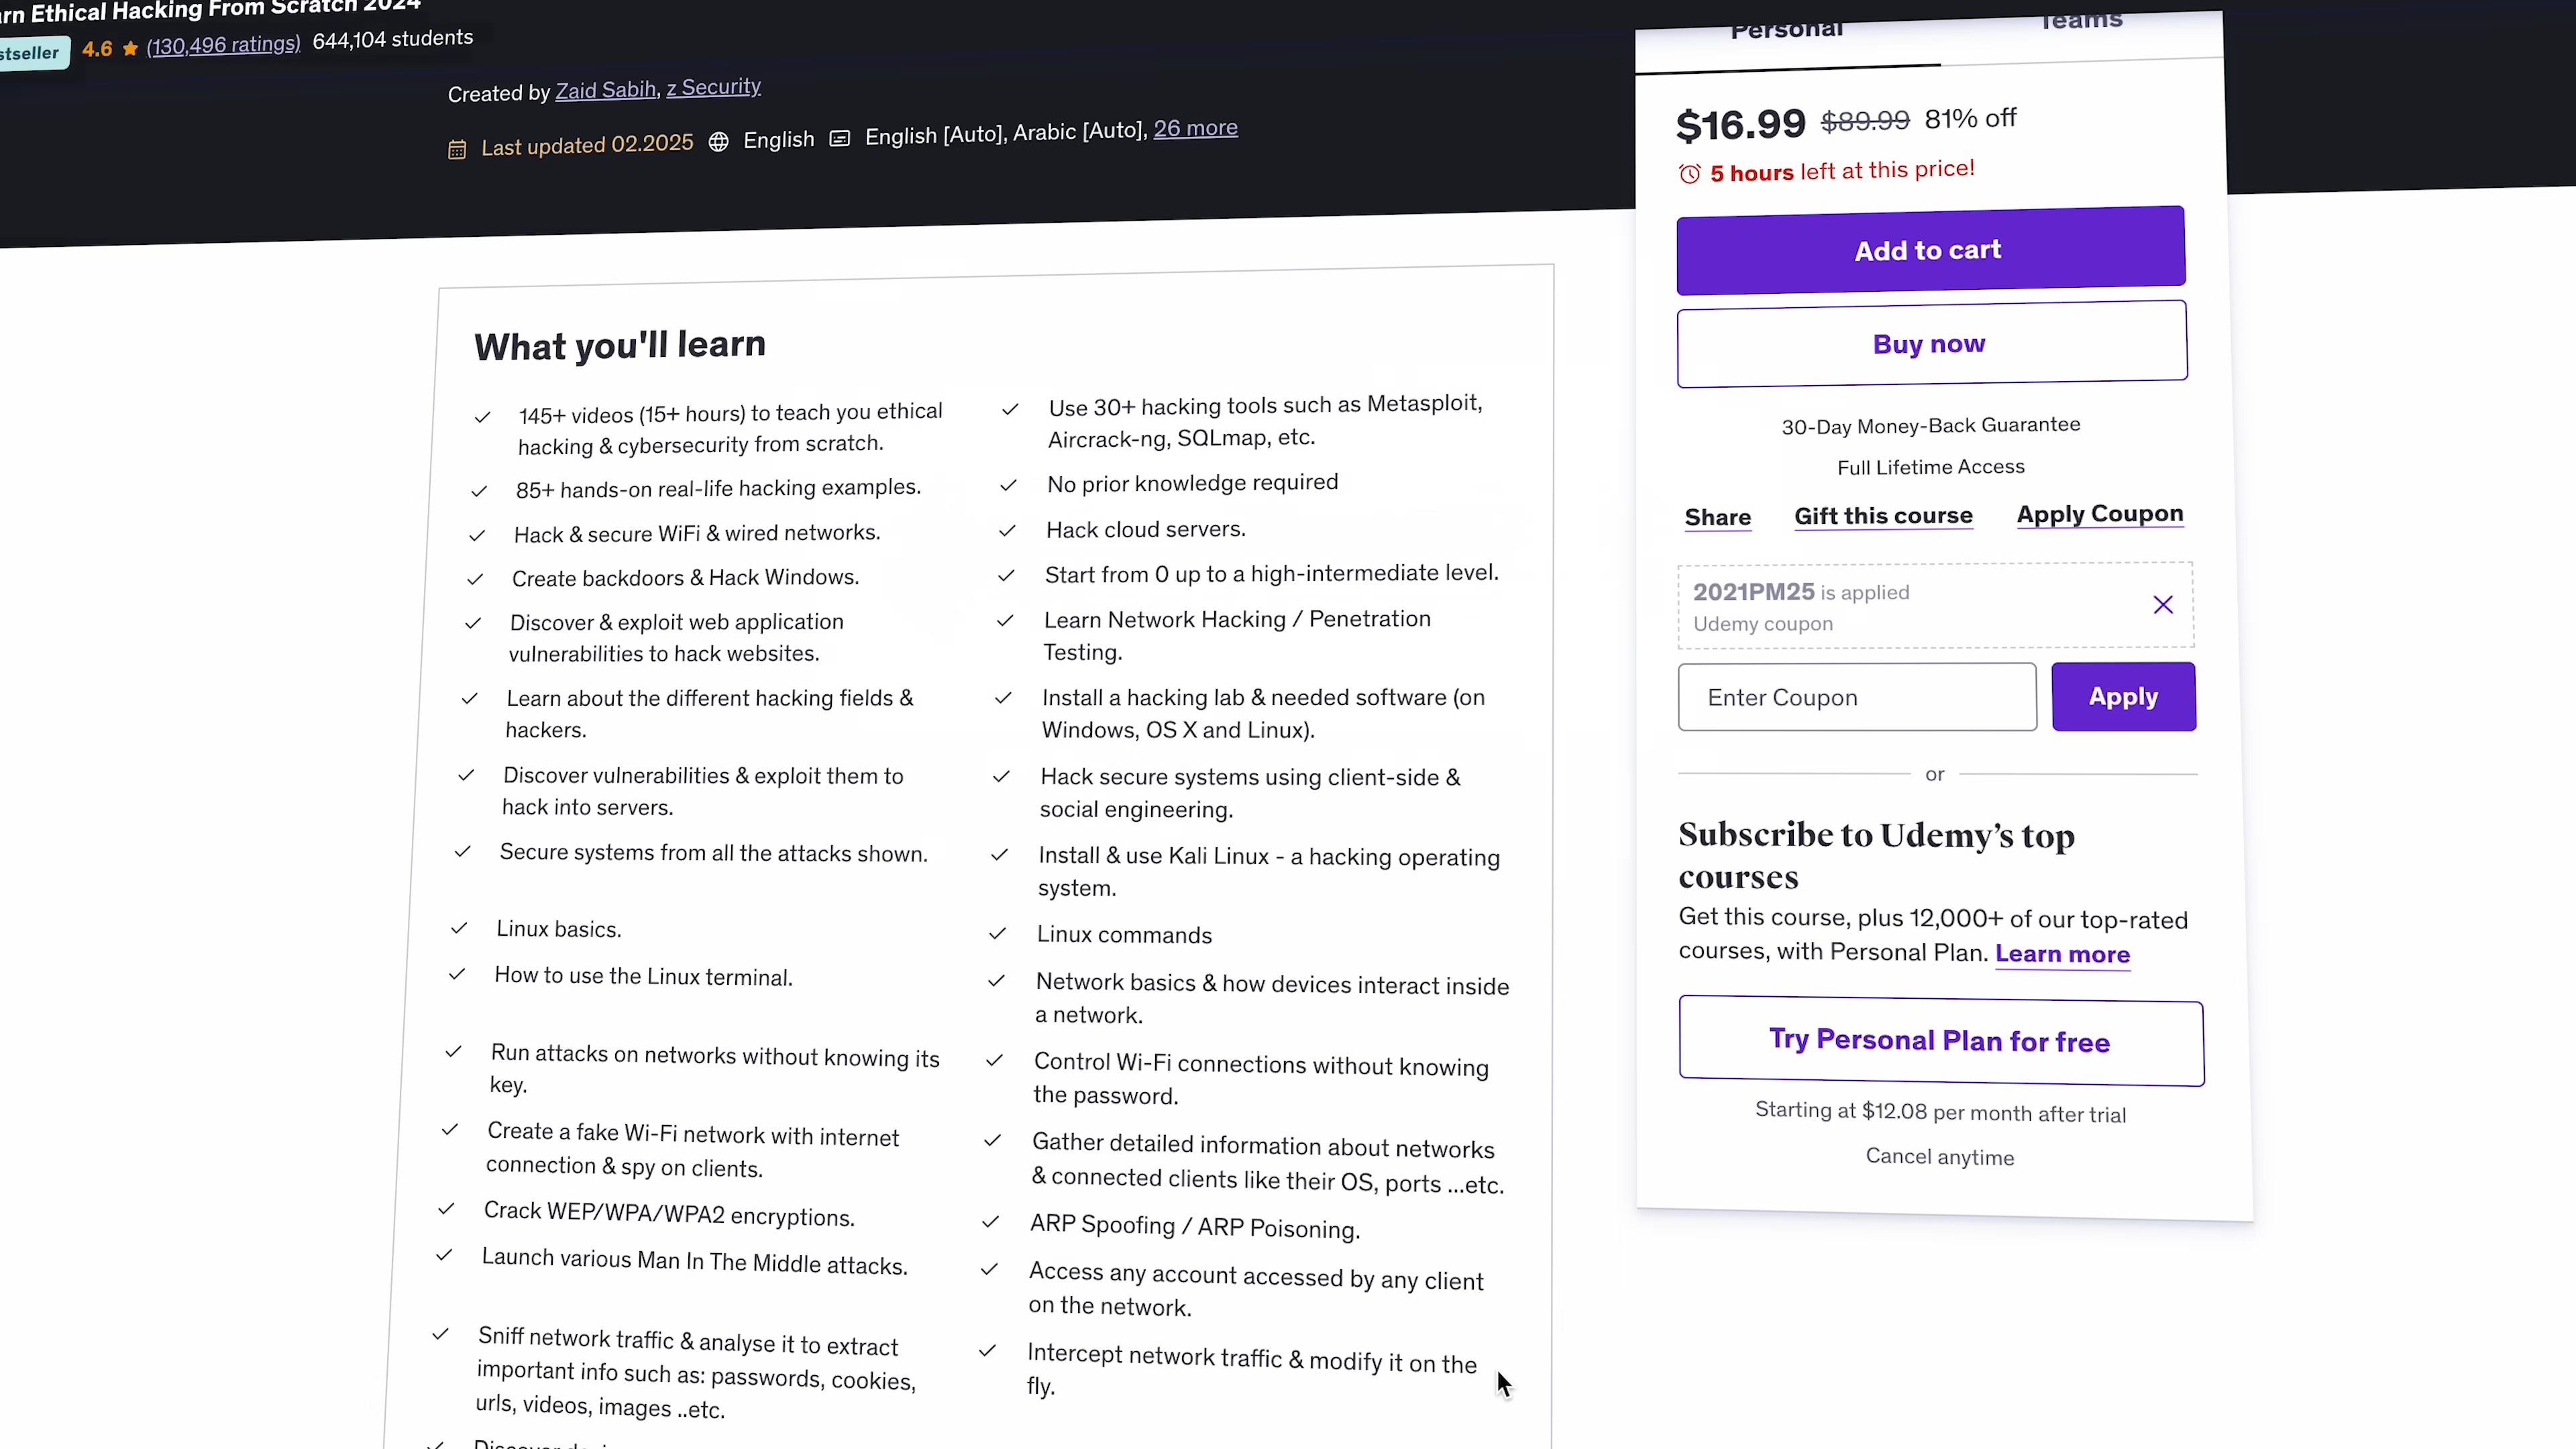 Ethical Hacking From Scratch 2024
4.6 (130,496 ratings) 644,104 students
Created by Zaid Sabih, z Security
Last updated 02.2025 English English [Auto], Arabic [Auto], 26 more
What you'll learn
145+ videos (15+ hours) to teach you ethical
hacking & cybersecurity from scratch.
85+ hands-on real-life hacking examples.
Hack & secure WiFi & wired networks.
Create backdoors & Hack Windows.
Discover & exploit web application
vulnerabilities to hack websites.
Learn about the different hacking fields &
hackers.
Discover vulnerabilities & exploit them to
hack into servers.
Secure systems from all the attacks shown.
Linux basics.
How to use the Linux terminal.
Run attacks on networks without knowing its
key.
Create a fake Wi-Fi network with internet
connection & spy on clients.
Crack WEP/WPA/WPA2 encryptions.
Launch various Man In The Middle attacks.
Sniff network traffic & analyse it to extract
important info such as: passwords, cookies,
urls, videos, images ..etc.
Use 30+ hacking tools such as Metasploit,
Aircrack-ng, SQLmap, etc.
No prior knowledge required
Hack cloud servers.
Start from 0 up to a high-intermediate level.
Learn Network Hacking / Penetration
Testing.
Install a hacking lab & needed software (on
Windows, OS X and Linux).
Hack secure systems using client-side &
social engineering.
Install & use Kali Linux - a hacking operating
system.
Linux commands
Network basics & how devices interact inside
a network.
Control Wi-Fi connections without knowing
the password.
Gather detailed information about networks
& connected clients like their OS, ports ...etc.
ARP Spoofing / ARP Poisoning.
Access any account accessed by any client
on the network.
Intercept network traffic & modify it on the
fly.
Personal Teams
$16.99 $89.99 81% off
5 hours left at this price!
Add to cart
Buy now
30-Day Money-Back Guarantee
Full Lifetime Access
Share Gift this course Apply Coupon
2021PM25 is applied
Udemy coupon
Enter Coupon Apply
or
Subscribe to Udemy's top
courses
Get this course, plus 12,000+ of our top-rated
courses, with Personal Plan. Learn more
Try Personal Plan for free
Starting at $12.08 per month after trial
Cancel anytime